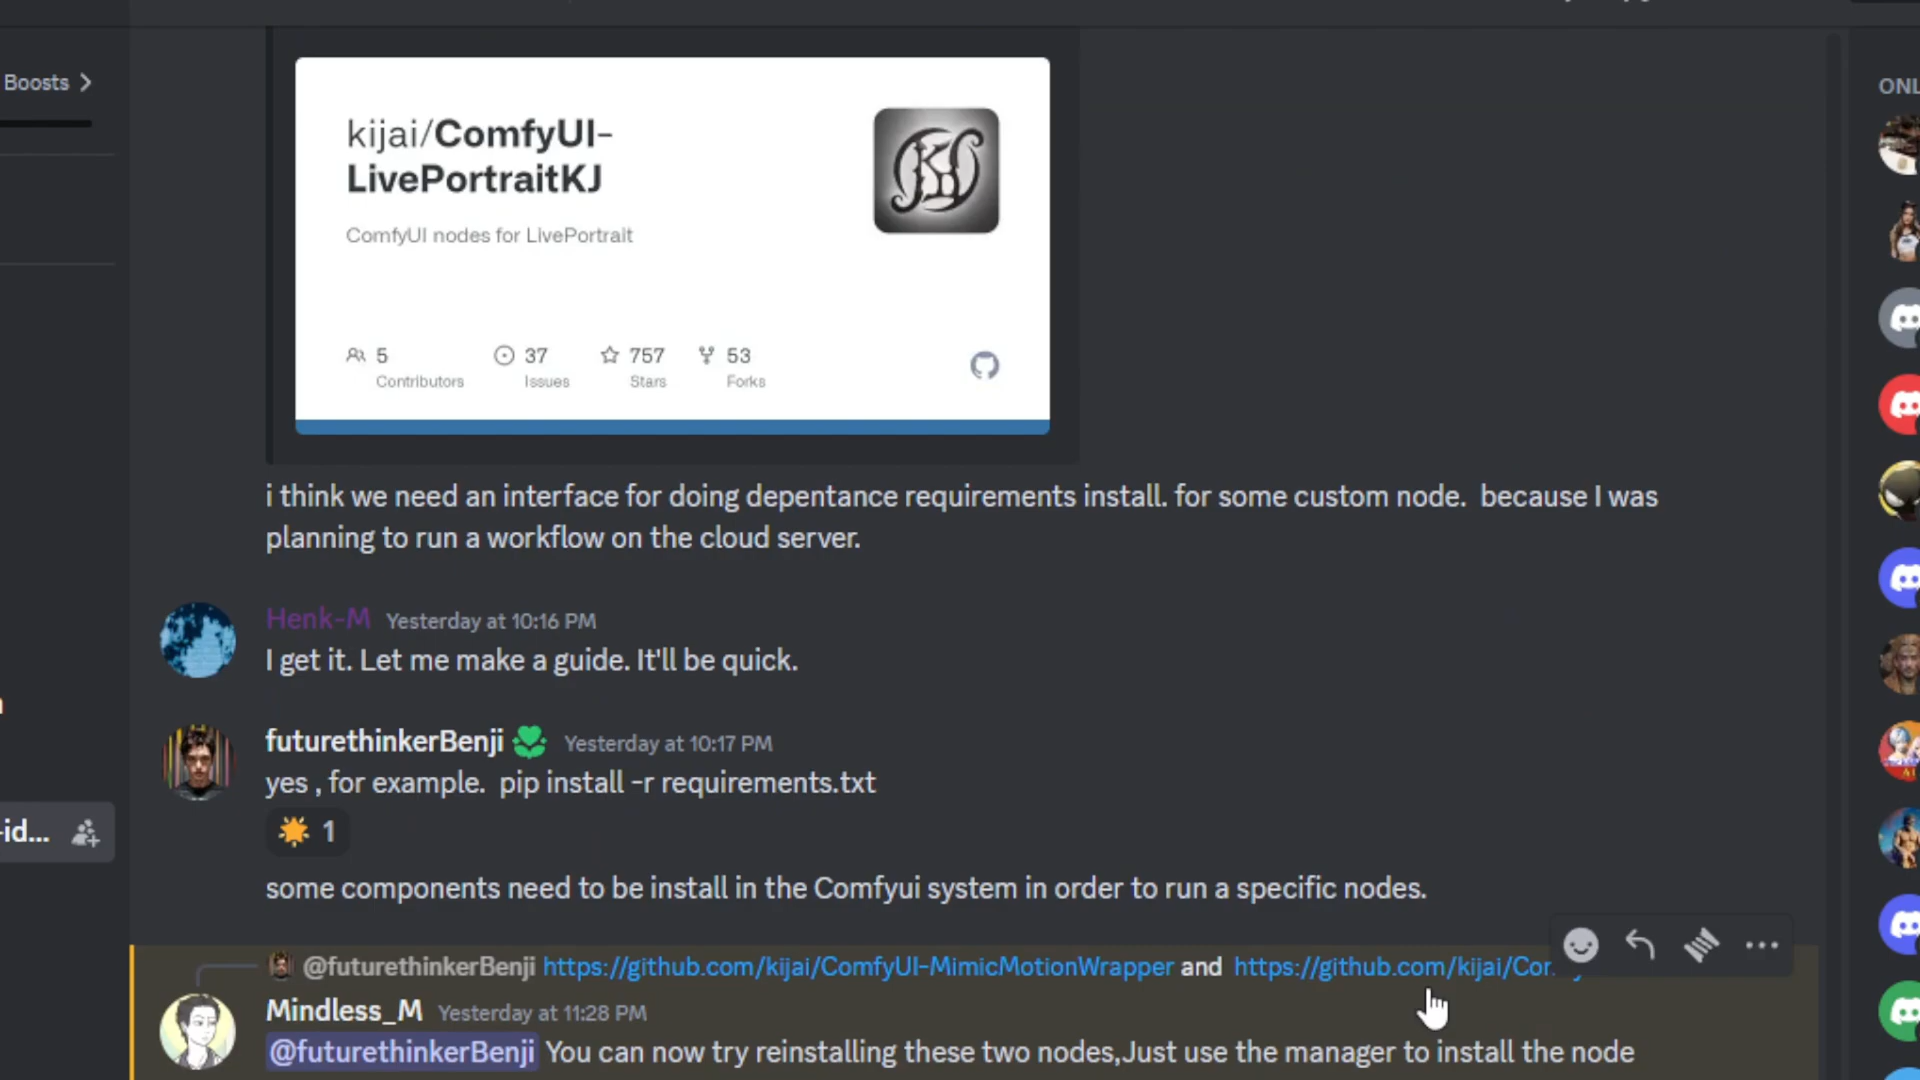 Boosts
ONL
kijai/ComfyUI-
LivePortraitKJ
ComfyUI nodes for LivePortrait
5 37 757 53
Contributors Issues Stars Forks
i think we need an interface for doing depentance requirements install. for some custom node. because I was
planning to run a workflow on the cloud server.
Henk-M Yesterday at 10:16 PM
I get it. Let me make a guide. It'll be quick.
futurethinkerBenji Yesterday at 10:17 PM
yes , for example. pip install -r requirements.txt
1
-id...
some components need to be install in the Comfyui system in order to run a specific nodes.
@futurethinkerBenji https://github.com/kijai/ComfyUI-MimicMotionWrapper and https://github.com/kijai/Com
Mindless_M Yesterday at 11:28 PM
@futurethinkerBenji You can now try reinstalling these two nodes,Just use the manager to install the node